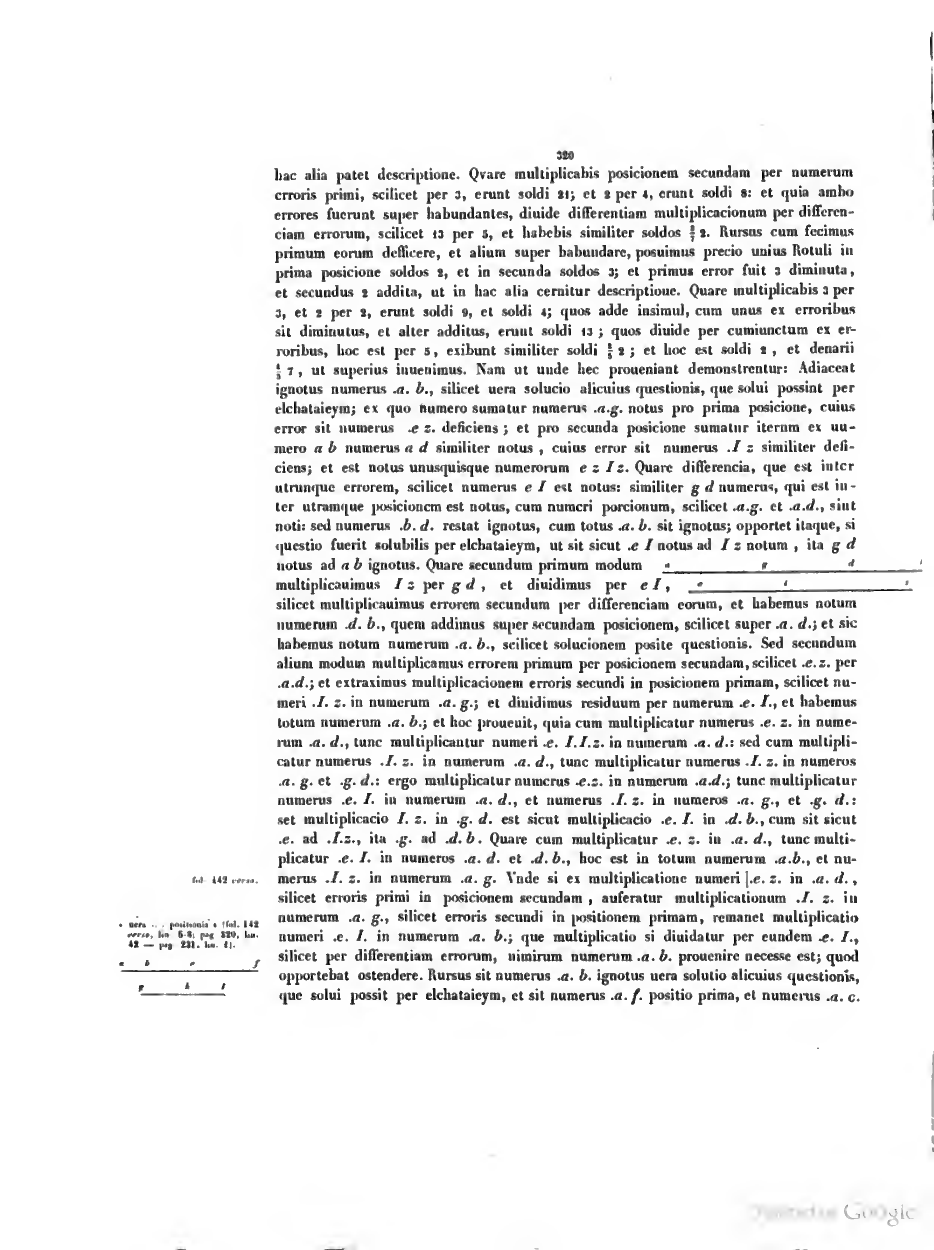 320
hac alia patet descriptione. Qvare multiplicabis posicionem secundam per numerum
erroris primi, scilicet per 3, erunt soldi 21; et 2 per 4, erunt soldi 8: et quia ambo
errores fuerunt super habundantes, diuide differentiam multiplicacionum per differen-
ciam errorum, scilicet 13 per 5, et habebis similiter soldos 2. Rursus cum fecimus
primum eorum defficere, et alium super habundare, posuimus precio unius Rotuli in
prima posicione soldos 2, et in secunda soldos 3; et primus error fuit 3 diminuta,
et secundus 2 addita, ut in hac alia cernitur descriptione. Quare multiplicabis 3 per
3, et 2 per 2, erunt soldi 9, et soldi 4; quos adde insimul, cum unus ex erroribus
sit diminutus, et alter additus, erunt soldi 13; quos diuide per cumiunctum ex er-
roribus, hoc est per 5, exibunt similiter soldi 2; et hoc est soldi 2, et denarii
7, ut superius inuenimus. Nam ut unde hec proueniant demonstrentur: Adiaceat
ignotus numerus .a. b., silicet uera solucio alicuius questionis, que solui possint per
elchataieym; ex quo numero sumatur numerus .a.g. notus pro prima posicione, cuius
error sit numerus .e z. deficiens; et pro secunda posicione sumatur iterum ex nu-
mero a b numerus a d similiter notus, cuius error sit numerus .I z similiter defi-
ciens; et est notus unusquisque numerorum e z I z. Quare differencia, que est inter
utrunque errorem, scilicet numerus e I est notus: similiter g d numerus, qui est in-
ter utramque posicionem est notus, cum numeri porcionum, scilicet .a.g. et .a.d., sint
noti: sed numerus .b. d. restat ignotus, cum totus .a. b. sit ignotus; opportet itaque, si
questio fuerit solubilis per elchataieym, ut sit sicut .e I notus ad I z notum, ita g d
notus ad a b ignotus. Quare secundum primum modum
a g d
multiplicauimus I z per g d, et diuidimus per e I,
silicet multiplicauimus errorem secundum per differenciam eorum, et habemus notum
numerum .d. b., quem addimus super secundam posicionem, scilicet super .a. d.; et sic
habemus notum numerum .a. b., scilicet solucionem posite questionis. Sed secundum
alium modum multiplicamus errorem primum per posicionem secundam, scilicet .e.z. per
.a.d.; et extraximus multiplicacionem erroris secundi in posicionem primam, scilicet nu-
meri .I. z. in numerum .a. g.; et diuidimus residuum per numerum .e. I., et habemus
totum numerum .a. b.; et hoc prouenit, quia cum multiplicatur numerus .e. z. in nume-
rum .a. d., tunc multiplicantur numeri .e. I.I.z. in numerum .a. d.: sed cum multipli-
catur numerus .I. z. in numerum .a. d., tunc multiplicatur numerus .I. z. in numeros
.a. g. et .g. d.: ergo multiplicatur numerus .e.z. in numerum .a.d.; tunc multiplicatur
numerus .e. I. in numerum .a. d., et numerus .I. z. in numeros .a. g., et .g. d.:
set multiplicacio I. z. in .g. d. est sicut multiplicacio .e. I. in .d. b., cum sit sicut
.e. ad .I.z., ita .g. ad .d. b. Quare cum multiplicatur .e. z. in .a. d., tunc multi-
plicatur .e. I. in numeros .a. d. et .d. b., hoc est in totum numerum .a.b., et nu-
fol. 142 verso.
merus .I. z. in numerum .a. g. Vnde si ex multiplicatione numeri |.e. z. in .a. d.,
silicet erroris primi in posicionem secundam, auferatur multiplicationum .I. z. in
numerum .a. g., silicet erroris secundi in positionem primam, remanet multiplicatio
numeri .e. I. in numerum .a. b.; que multiplicatio si diuidatur per eundem .e. I.,
silicet per differentiam errorum, nimirum numerum .a. b. prouenire necesse est; quod
opportebat ostendere. Rursus sit numerus .a. b. ignotus uera solutio alicuius questionis,
que solui possit per elchataieym, et sit numerus .a. f. positio prima, et numerus .a. c.
« uera . . . positionis » (fol. 142
verso, lin. 6-8; pag. 320, lin.
42 — pag. 321, lin. 4).
a b f
Google